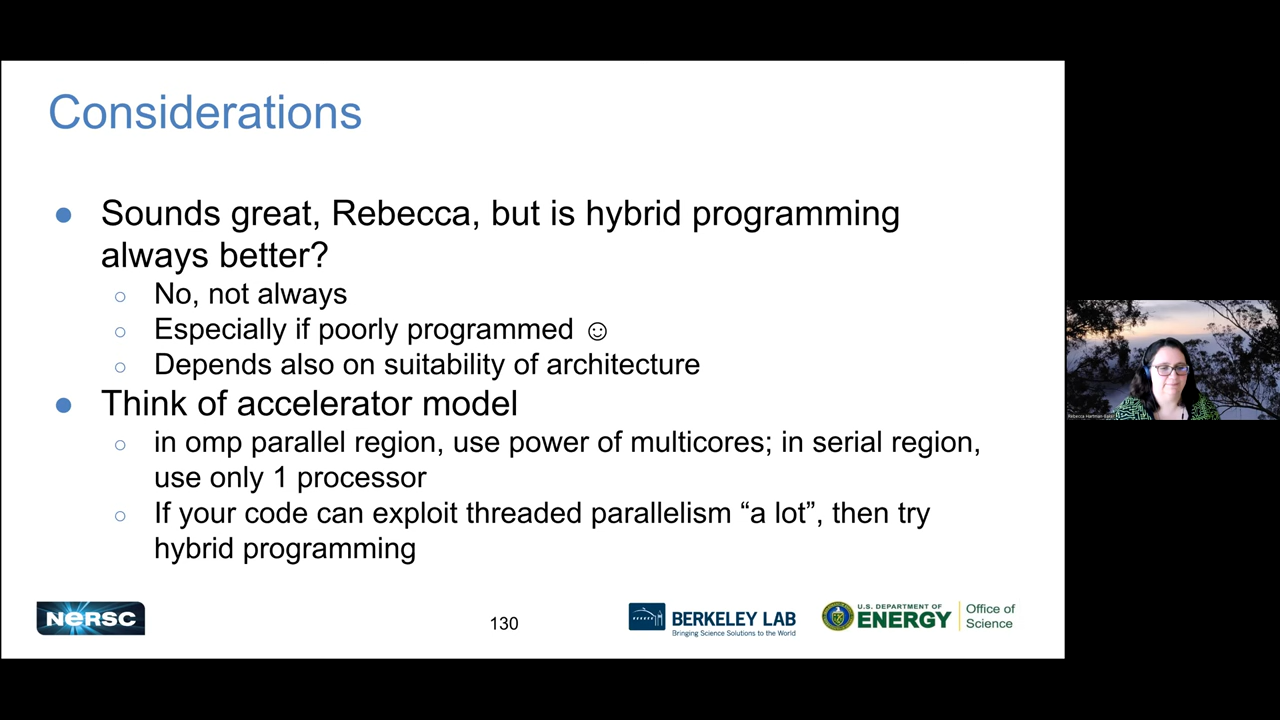 Considerations
● Sounds great, Rebecca, but is hybrid programming
always better?
○ No, not always
○ Especially if poorly programmed ☺
○ Depends also on suitability of architecture
● Think of accelerator model
○ in omp parallel region, use power of multicores; in serial region,
use only 1 processor
○ If your code can exploit threaded parallelism “a lot”, then try
hybrid programming
NERSC
130
BERKELEY LAB
Bringing Science Solutions to the World
U.S. DEPARTMENT OF
ENERGY
Office of
Science
Rebecca Hartman-Baker